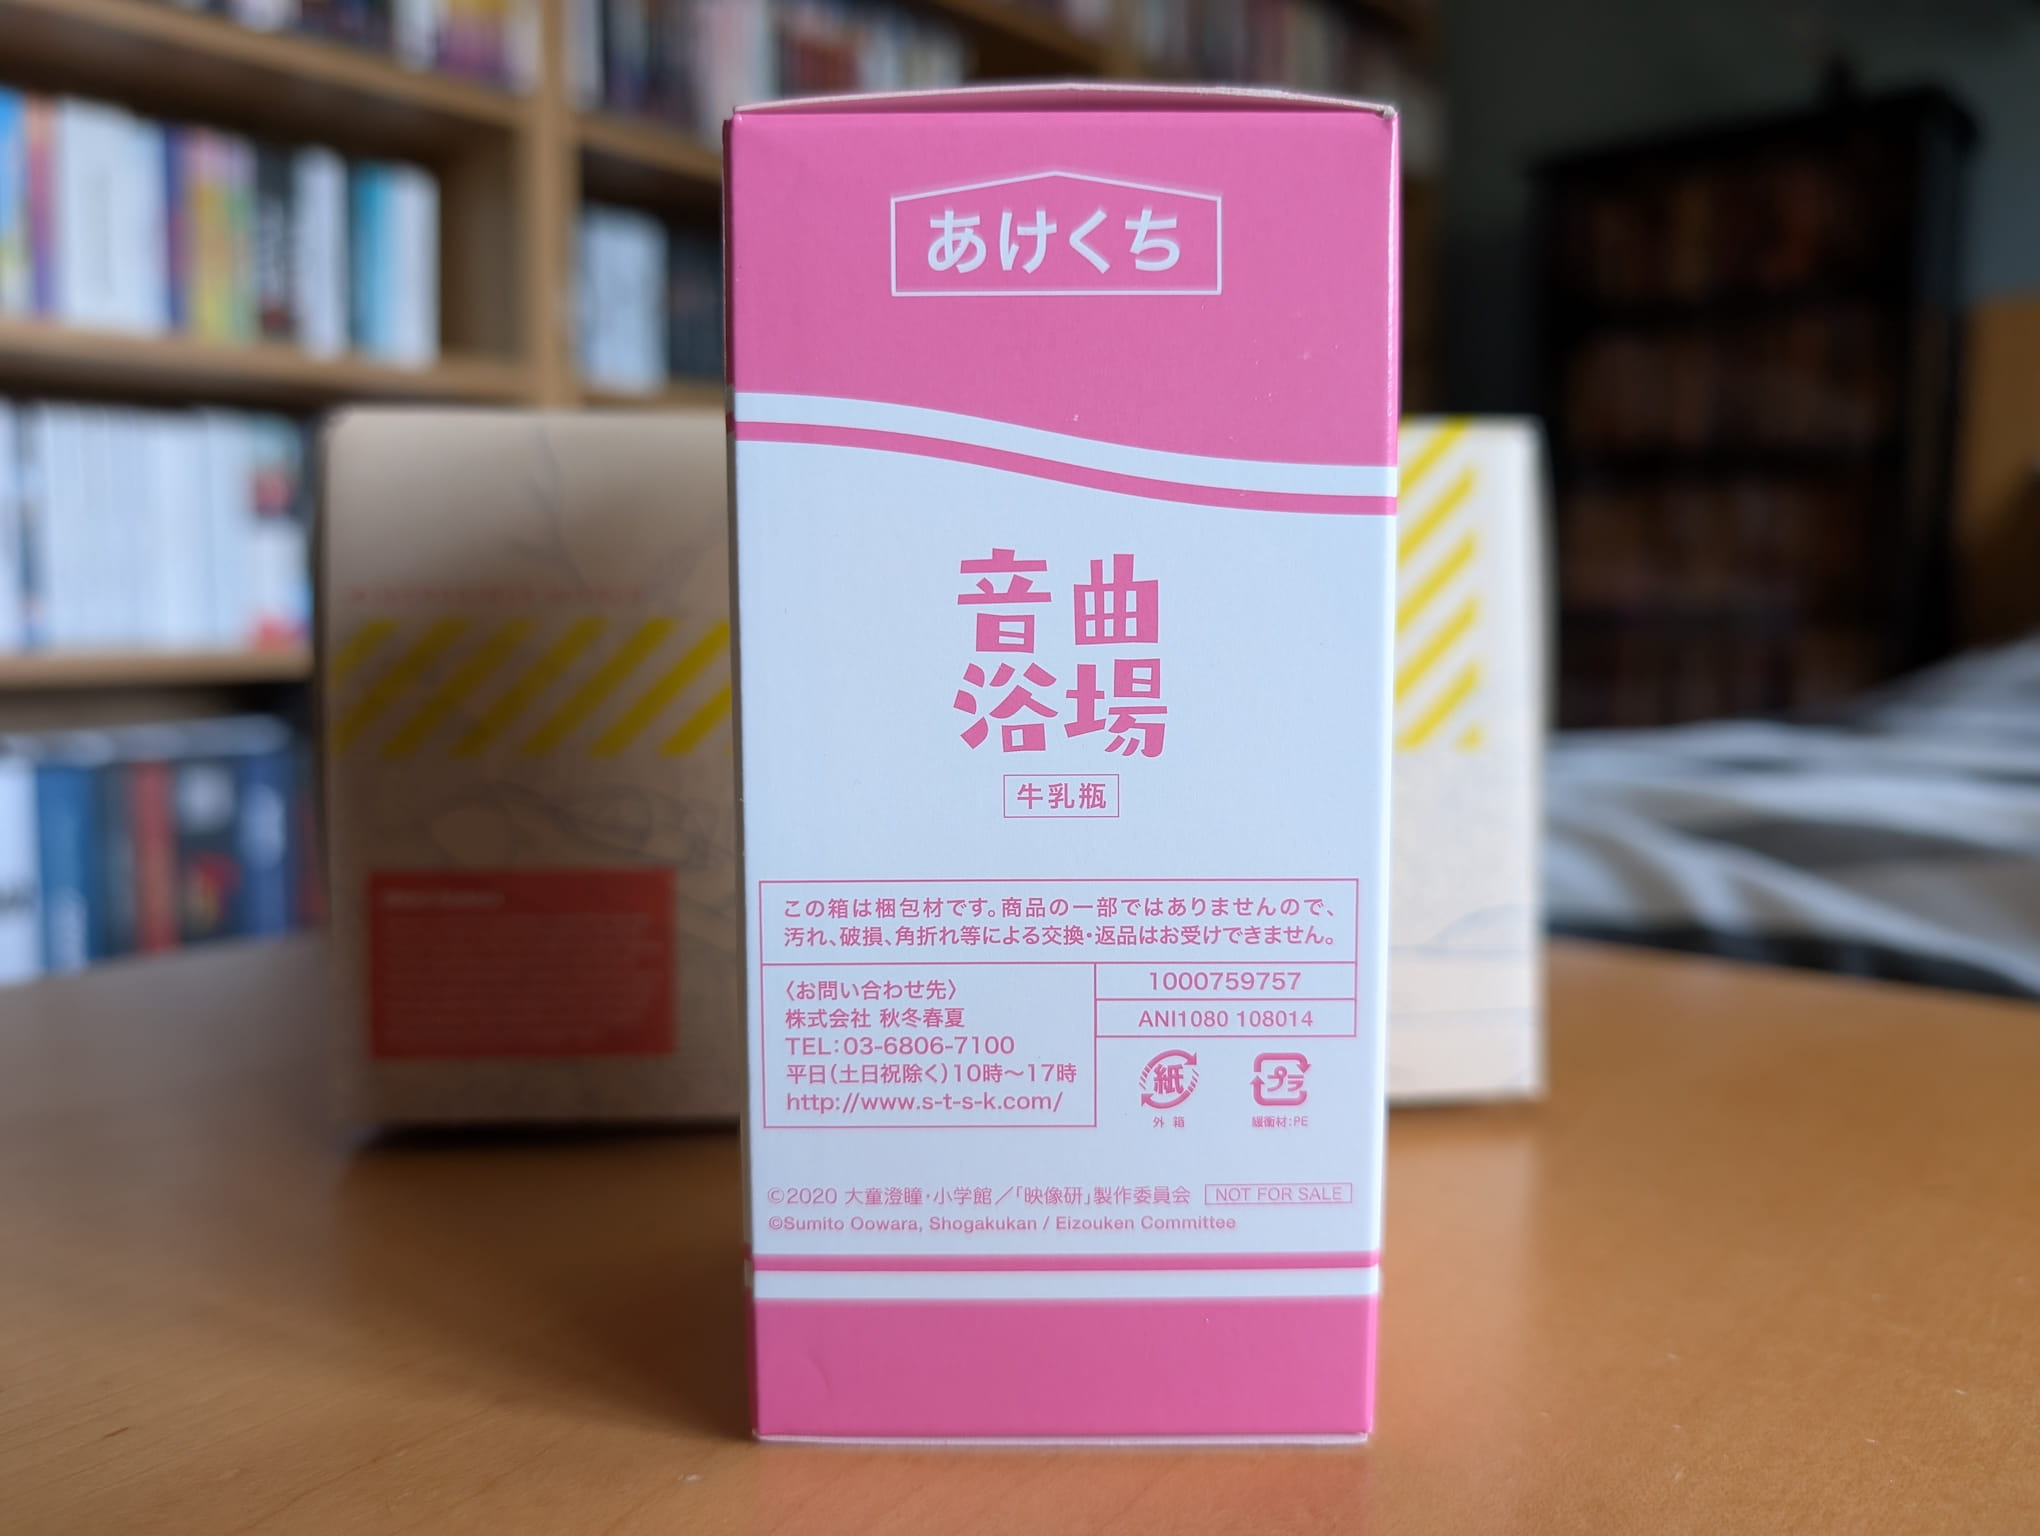 あけくち
音曲
浴場
牛乳瓶
この箱は梱包材です。商品の一部ではありませんので、
汚れ、破損、角折れ等による交換・返品はお受けできません。
〈お問い合わせ先〉
株式会社 秋冬春夏
TEL：03-6806-7100
平日（土日祝除く）10時～17時
http://www.s-t-s-k.com/
1000759757
ANI1080 108014
紙
外 箱
プラ
緩衝材：PE
©2020 大童澄瞳・小学館／「映像研」製作委員会
NOT FOR SALE
©Sumito Oowara, Shogakukan / Eizouken Committee